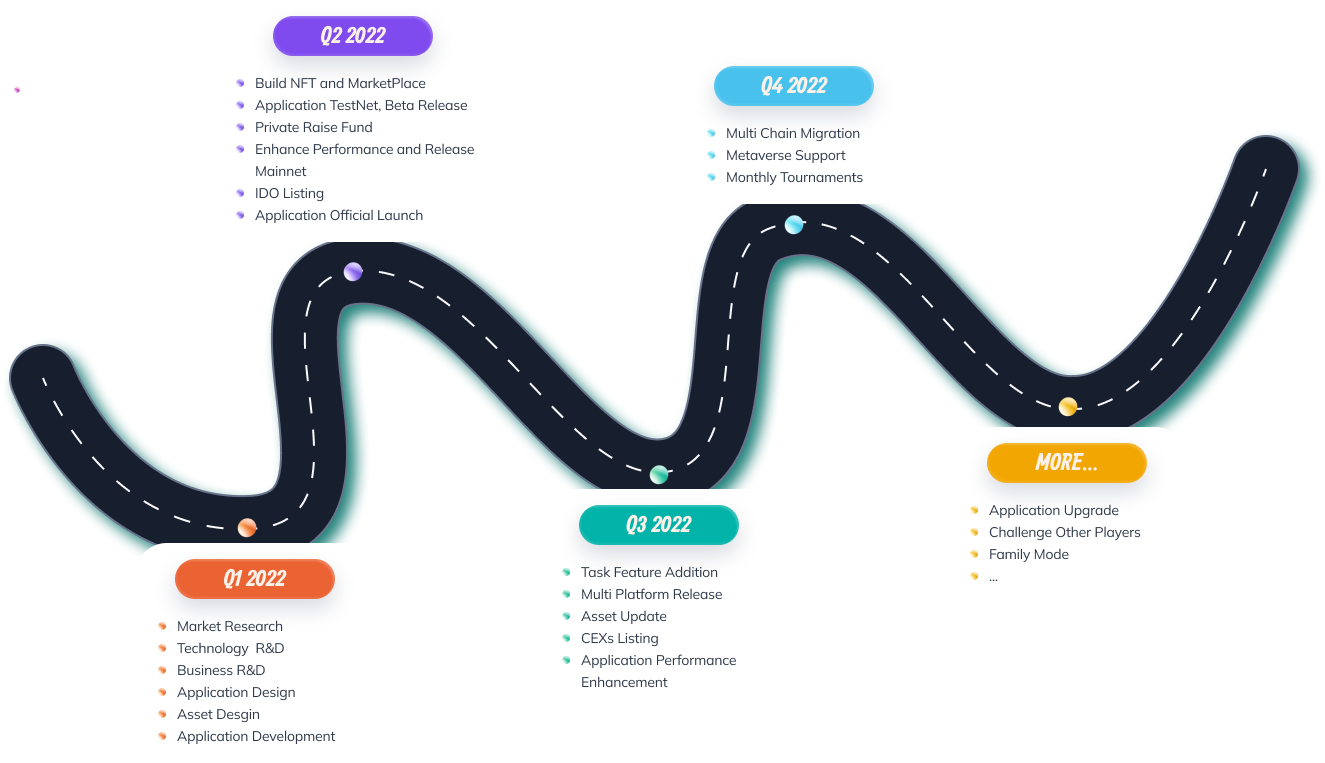 Q2 2022
Build NFT and MarketPlace
Application TestNet, Beta Release
Private Raise Fund
Enhance Performance and Release
Mainnet
IDO Listing
Application Official Launch
Q4 2022
Multi Chain Migration
Metaverse Support
Monthly Tournaments
Q1 2022
Market Research
Technology  R&D
Business R&D
Application Design
Asset Desgin
Application Development
Q3 2022
Task Feature Addition
Multi Platform Release
Asset Update
CEXs Listing
Application Performance
Enhancement
MORE...
Application Upgrade
Challenge Other Players
Family Mode
...